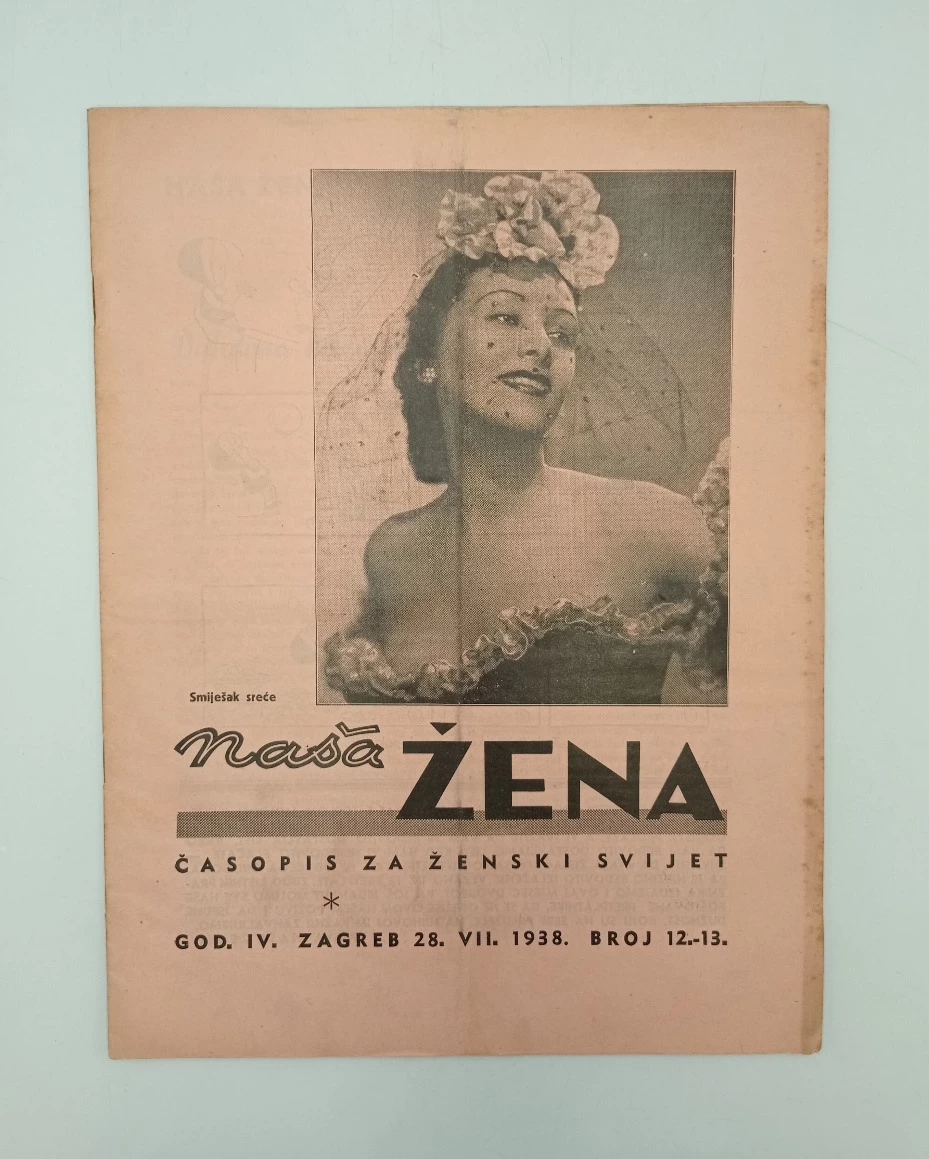 Smiješak sreće
naša ŽENA
ČASOPIS ZA ŽENSKI SVIJET
*
GOD. IV. ZAGREB 28. VII. 1938. BROJ 12.-13.